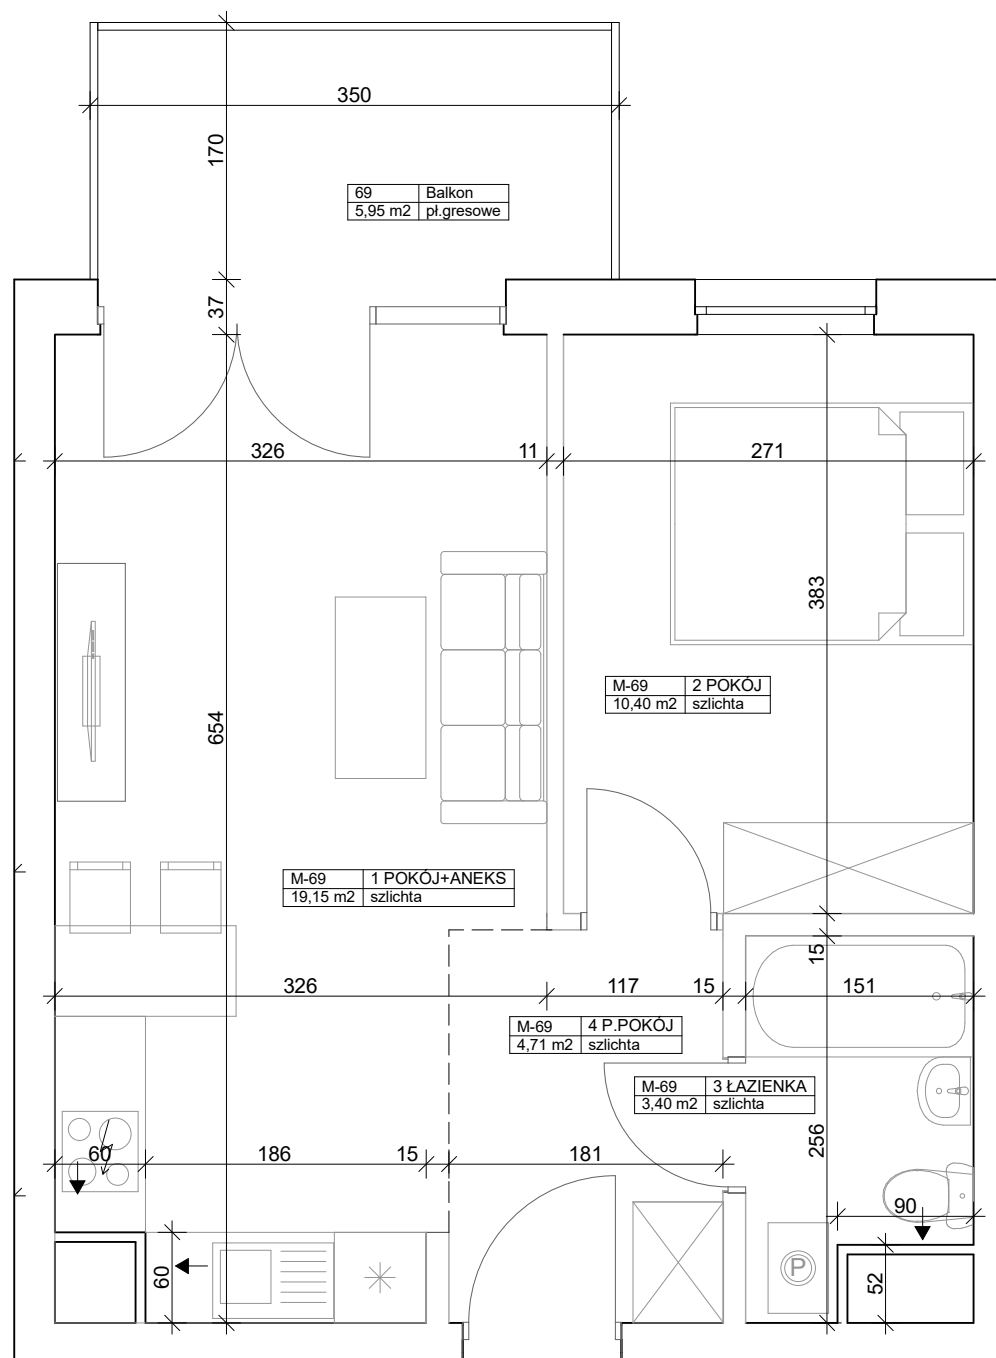 350
170
69 Balkon
5,95 m2 pł.gresowe
37
326 11 271
383
M-69 2 POKÓJ
10,40 m2 szlichta
654
M-69 1 POKÓJ+ANEKS
19,15 m2 szlichta
15
326 117 15 151
M-69 4 P.POKÓJ
4,71 m2 szlichta
M-69 3 ŁAZIENKA
3,40 m2 szlichta
256
60 186 15 181
90
60
P
52